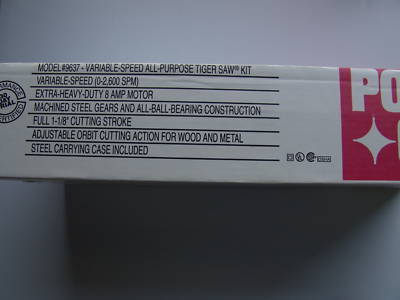 MODEL #9637 - VARIABLE-SPEED ALL-PURPOSE TIGER SAW® KIT
VARIABLE-SPEED (0-2,600 SPM)
EXTRA-HEAVY-DUTY 8 AMP MOTOR
MACHINED STEEL GEARS AND ALL-BALL-BEARING CONSTRUCTION
FULL 1-1/8" CUTTING STROKE
ADJUSTABLE ORBIT CUTTING ACTION FOR WOOD AND METAL
STEEL CARRYING CASE INCLUDED
PO